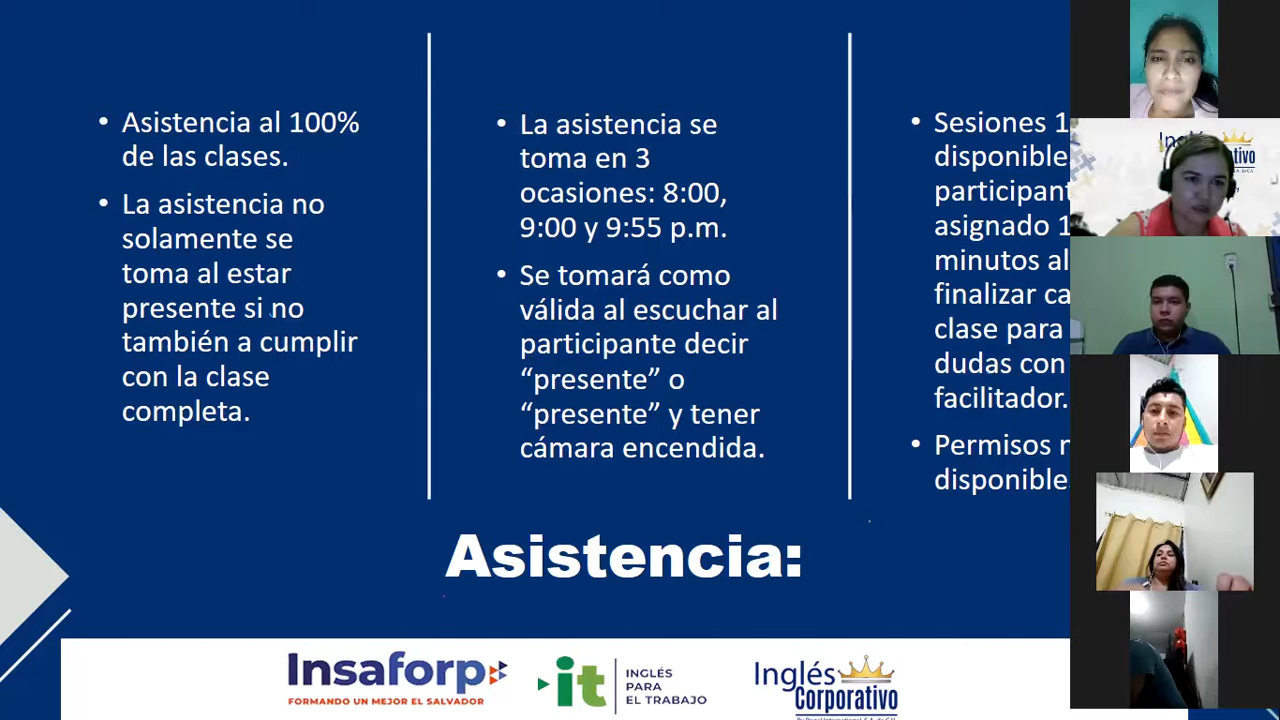 • Asistencia al 100%
de las clases.
• La asistencia no
solamente se
toma al estar
presente si no
también a cumplir
con la clase
completa.
• La asistencia se
toma en 3
ocasiones: 8:00,
9:00 y 9:55 p.m.
• Se tomará como
válida al escuchar al
participante decir
“presente” o
“presente” y tener
cámara encendida.
• Sesiones 1
disponible
participant
asignado 1
minutos al
finalizar ca
clase para
dudas con
facilitador.
• Permisos n
disponible
Asistencia:
Insaforp
FORMANDO UN MEJOR EL SALVADOR
it
INGLÉS
PARA
EL TRABAJO
Inglés
Corporativo